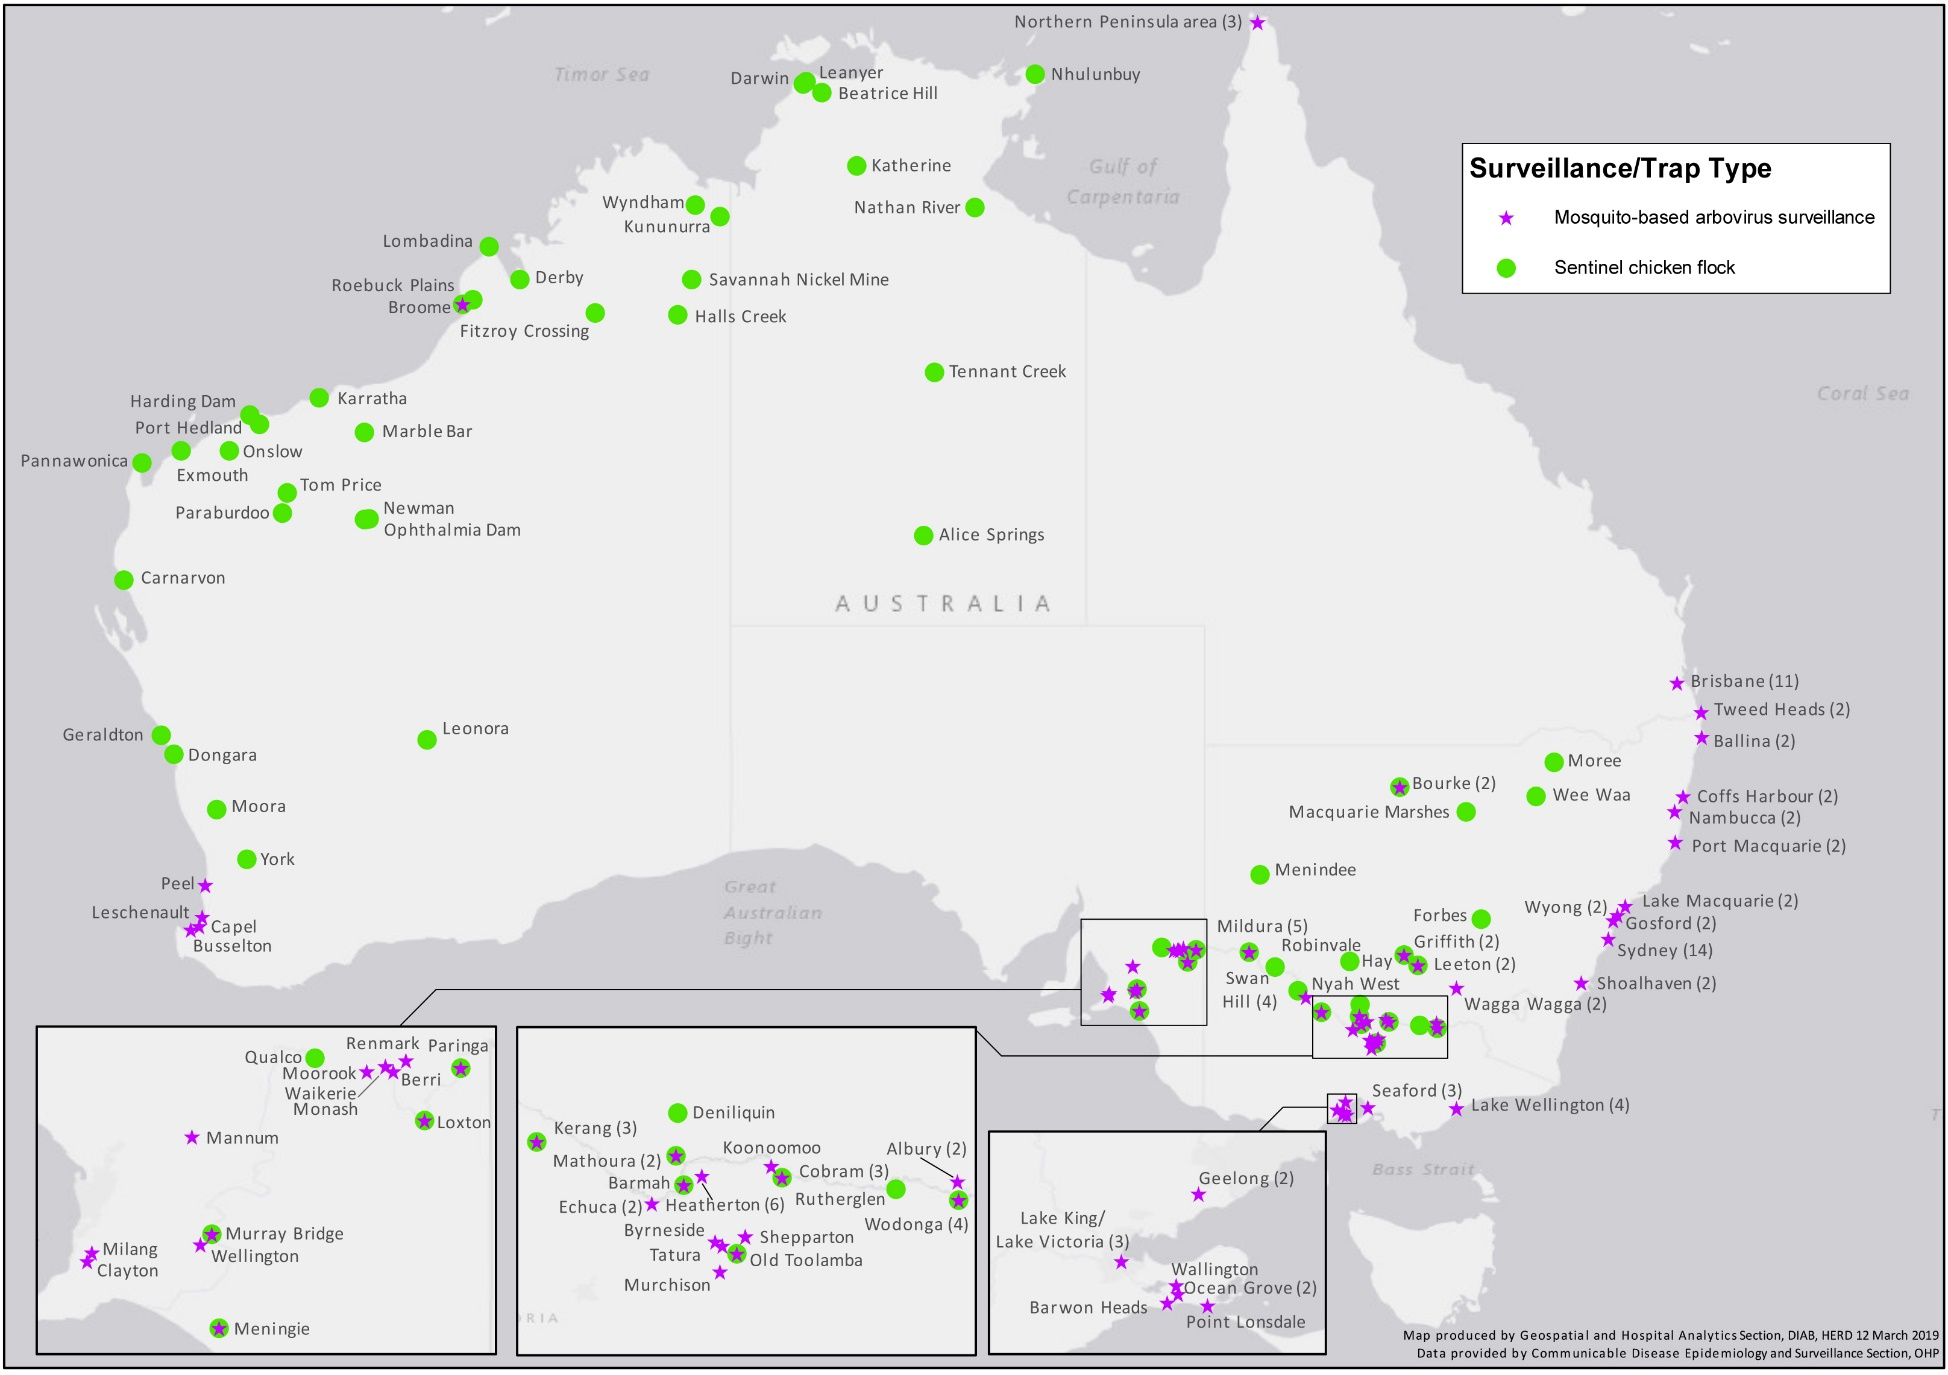 Northern Peninsula area (3)
Timor Sea
Darwin
Leanyer
Beatrice Hill
Nhulunbuy
Surveillance/Trap Type
Mosquito-based arbovirus surveillance
Sentinel chicken flock
Katherine
Gulf of
Carpentaria
Wyndham
Kununurra
Nathan River
Lombadina
Derby
Savannah Nickel Mine
Roebuck Plains
Broome
Fitzroy Crossing
Halls Creek
Tennant Creek
Coral Sea
Harding Dam
Karratha
Port Hedland
Marble Bar
Onslow
Pannawonica
Exmouth
Tom Price
Paraburdoo
Newman
Ophthalmia Dam
Alice Springs
Carnarvon
AUSTRALIA
Brisbane (11)
Tweed Heads (2)
Ballina (2)
Geraldton
Leonora
Dongara
Moree
Bourke (2)
Wee Waa
Macquarie Marshes
Coffs Harbour (2)
Nambucca (2)
Port Macquarie (2)
Moora
York
Menindee
Peel
Great
Australian
Bight
Leschenault
Capel
Busselton
Wyong (2)
Lake Macquarie (2)
Gosford (2)
Sydney (14)
Forbes
Mildura (5)
Griffith (2)
Robinvale
Hay
Leeton (2)
Swan
Hill (4)
Nyah West
Shoalhaven (2)
Wagga Wagga (2)
Seaford (3)
Lake Wellington (4)
T
Bass Strait
Renmark
Paringa
Qualco
Moorook
Berri
Waikerie
Monash
Loxton
Mannum
Murray Bridge
Wellington
Milang
Clayton
Meningie
Deniliquin
Kerang (3)
Koonoomoo
Albury (2)
Mathoura (2)
Cobram (3)
Barmah
Rutherglen
Echuca (2)
Heatherton (6)
Wodonga (4)
Byrneside
Shepparton
Tatura
Old Toolamba
Murchison
RIA
Geelong (2)
Lake King/
Lake Victoria (3)
Wallington
Ocean Grove (2)
Barwon Heads
Point Lonsdale
Map produced by Geospatial and Hospital Analytics Section, DIAB, HERD 12 March 2019
Data provided by Communicable Disease Epidemiology and Surveillance Section, OHP